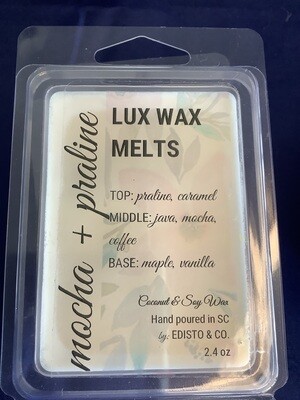 mocha + praline
LUX WAX
MELTS
TOP: praline, caramel
MIDDLE: java, mocha,
coffee
BASE: maple, vanilla
Coconut & Soy Wax
Hand poured in SC
by: EDISTO & CO.
2.4 oz